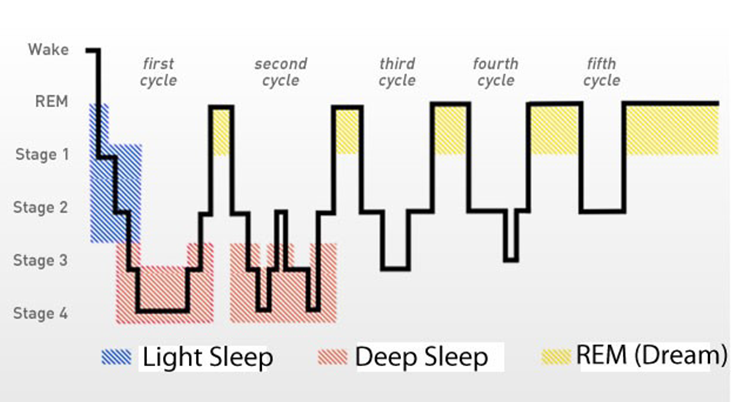 Wake
first
cycle
second
cycle
third
cycle
fourth
cycle
fifth
cycle
REM
Stage 1
Stage 2
Stage 3
Stage 4
Light Sleep
Deep Sleep
REM (Dream)